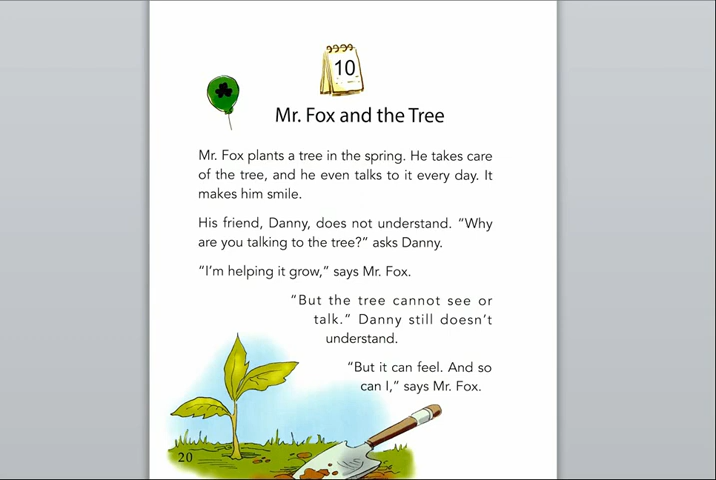 10
Mr. Fox and the Tree
Mr. Fox plants a tree in the spring. He takes care
of the tree, and he even talks to it every day. It
makes him smile.
His friend, Danny, does not understand. “Why
are you talking to the tree?” asks Danny.
“I’m helping it grow,” says Mr. Fox.
“But the tree cannot see or
talk.” Danny still doesn’t
understand.
“But it can feel. And so
can I,” says Mr. Fox.
20